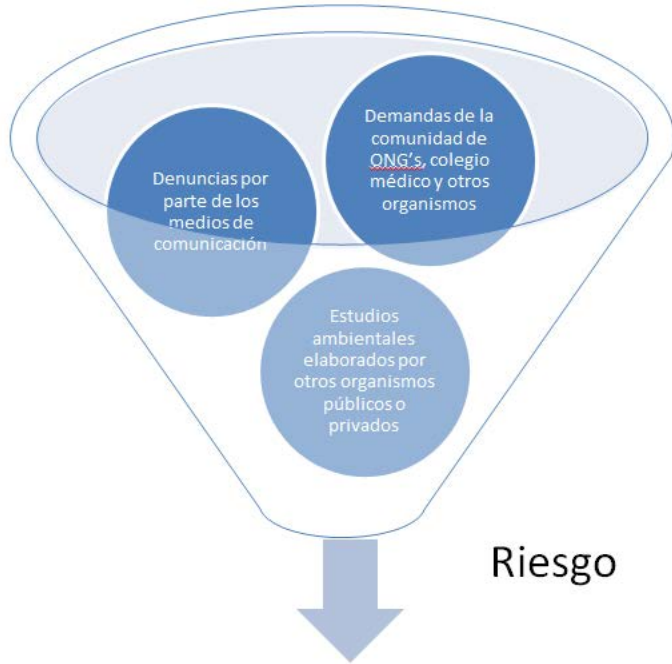 Demandas de la
comunidad de
ONG's, colegio
médico y otros
organismos
Denuncias por
parte de los
medios de
comunicación
Estudios
ambientales
elaborados por
otros organismos
públicos o
privados
Riesgo